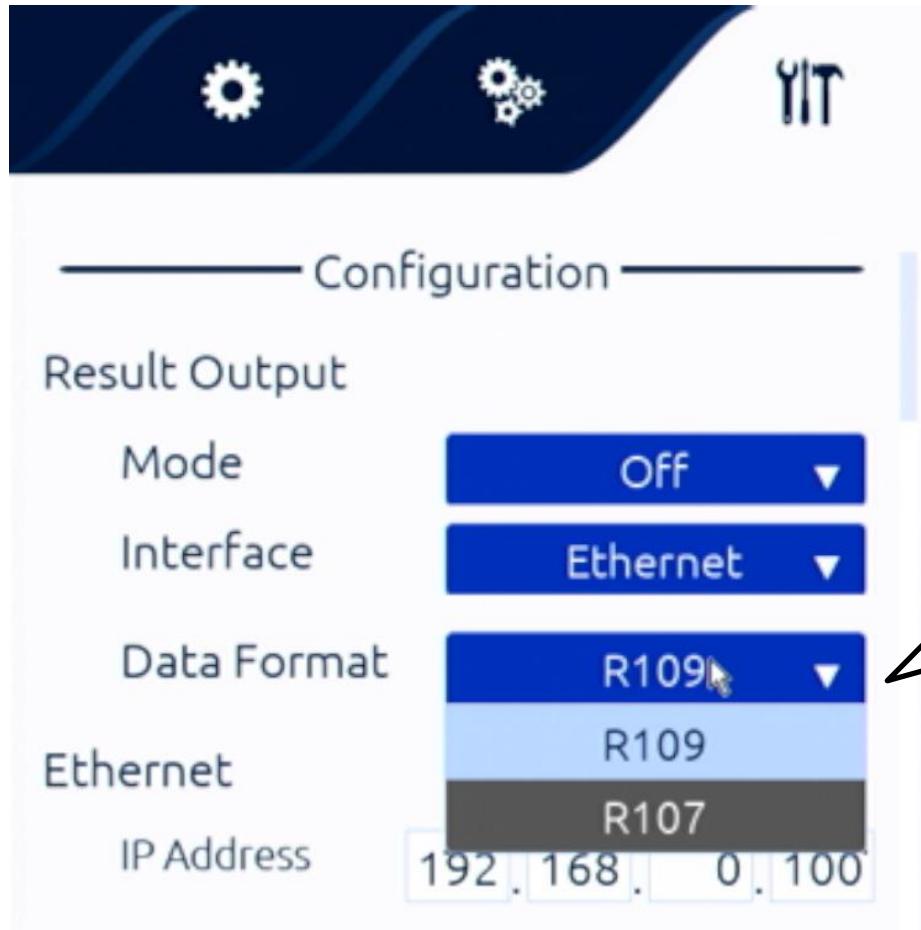 Configuration
Result Output
Mode Off
Interface Ethernet
Data Format R109
R109
Ethernet
R107
IP Address 192.168.0.100